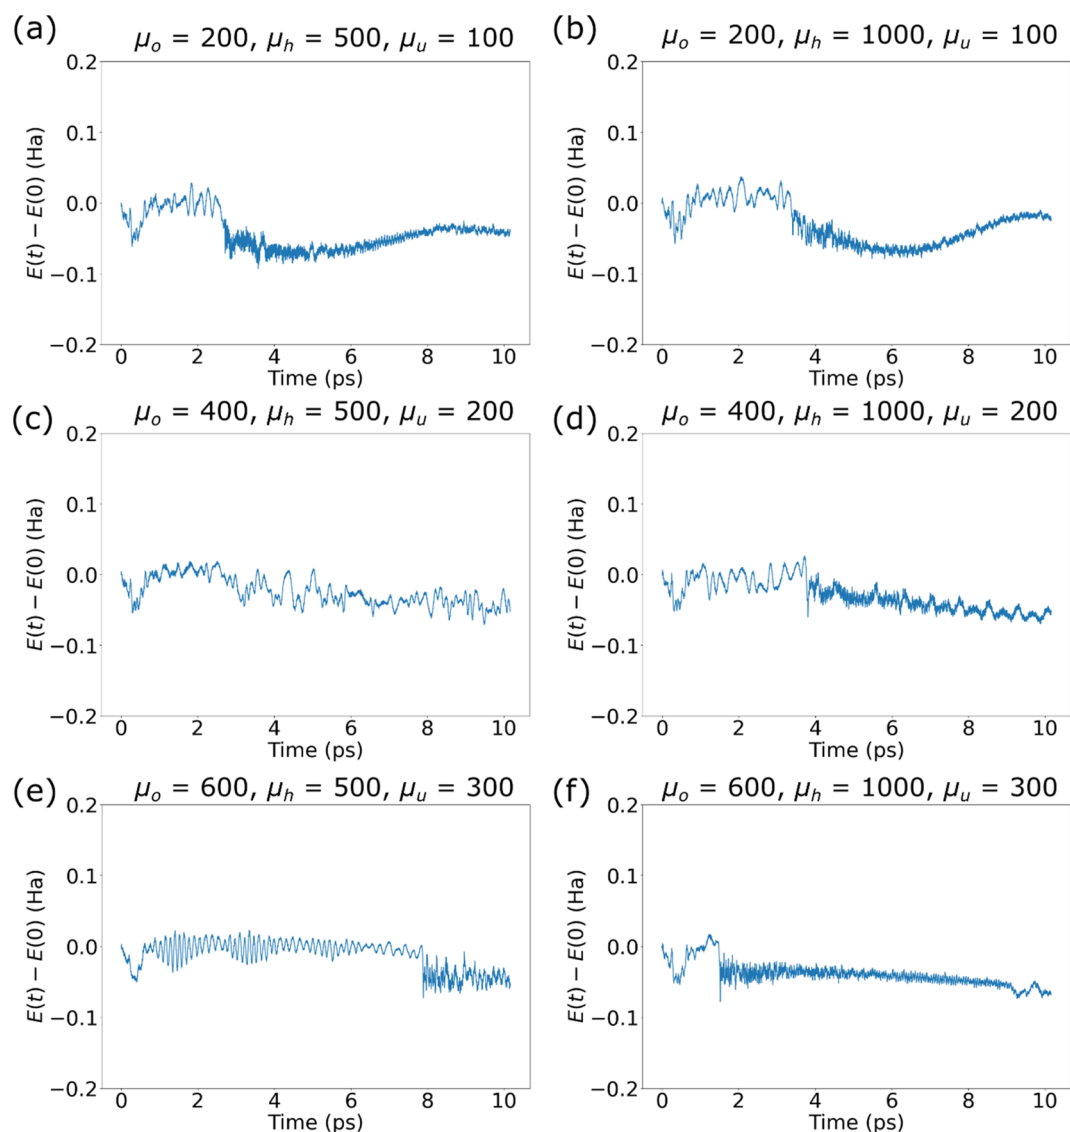 (a) μₒ = 200, μₕ = 500, μᵤ = 100
0.2
0.1
0.0
−0.1
−0.2
E(t) − E(0) (Ha)
0 2 4 6 8 10
Time (ps)
(b) μₒ = 200, μₕ = 1000, μᵤ = 100
0.2
0.1
0.0
−0.1
−0.2
E(t) − E(0) (Ha)
0 2 4 6 8 10
Time (ps)
(c) μₒ = 400, μₕ = 500, μᵤ = 200
0.2
0.1
0.0
−0.1
−0.2
E(t) − E(0) (Ha)
0 2 4 6 8 10
Time (ps)
(d) μₒ = 400, μₕ = 1000, μᵤ = 200
0.2
0.1
0.0
−0.1
−0.2
E(t) − E(0) (Ha)
0 2 4 6 8 10
Time (ps)
(e) μₒ = 600, μₕ = 500, μᵤ = 300
0.2
0.1
0.0
−0.1
−0.2
E(t) − E(0) (Ha)
0 2 4 6 8 10
Time (ps)
(f) μₒ = 600, μₕ = 1000, μᵤ = 300
0.2
0.1
0.0
−0.1
−0.2
E(t) − E(0) (Ha)
0 2 4 6 8 10
Time (ps)